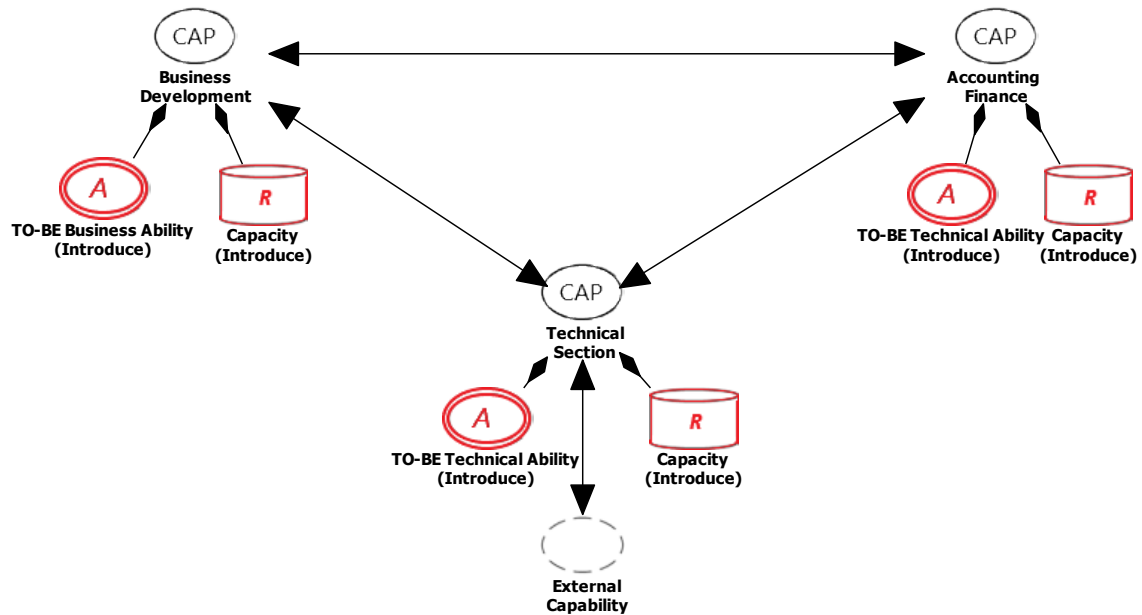 CAP
Business
Development
CAP
Accounting
Finance
A
TO-BE Business Ability
(Introduce)
R
Capacity
(Introduce)
A
TO-BE Technical Ability
(Introduce)
R
Capacity
(Introduce)
CAP
Technical
Section
A
TO-BE Technical Ability
(Introduce)
R
Capacity
(Introduce)
External
Capability